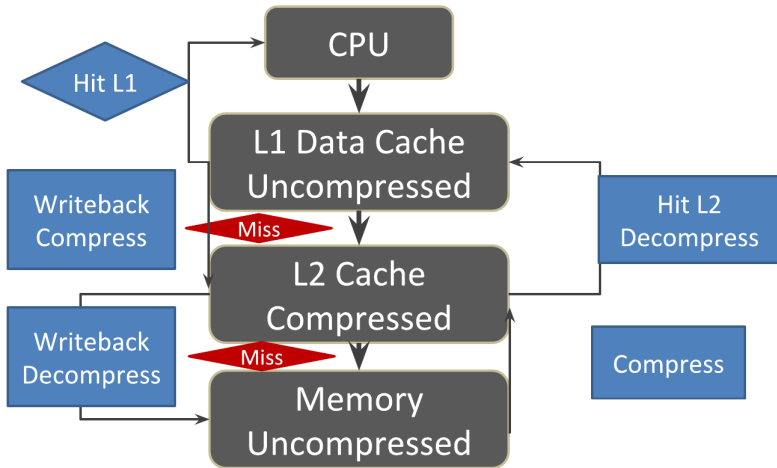 CPU
Hit L1
L1 Data Cache
Uncompressed
Writeback
Compress
Miss
Hit L2
Decompress
L2 Cache
Compressed
Writeback
Decompress
Miss
Compress
Memory
Uncompressed